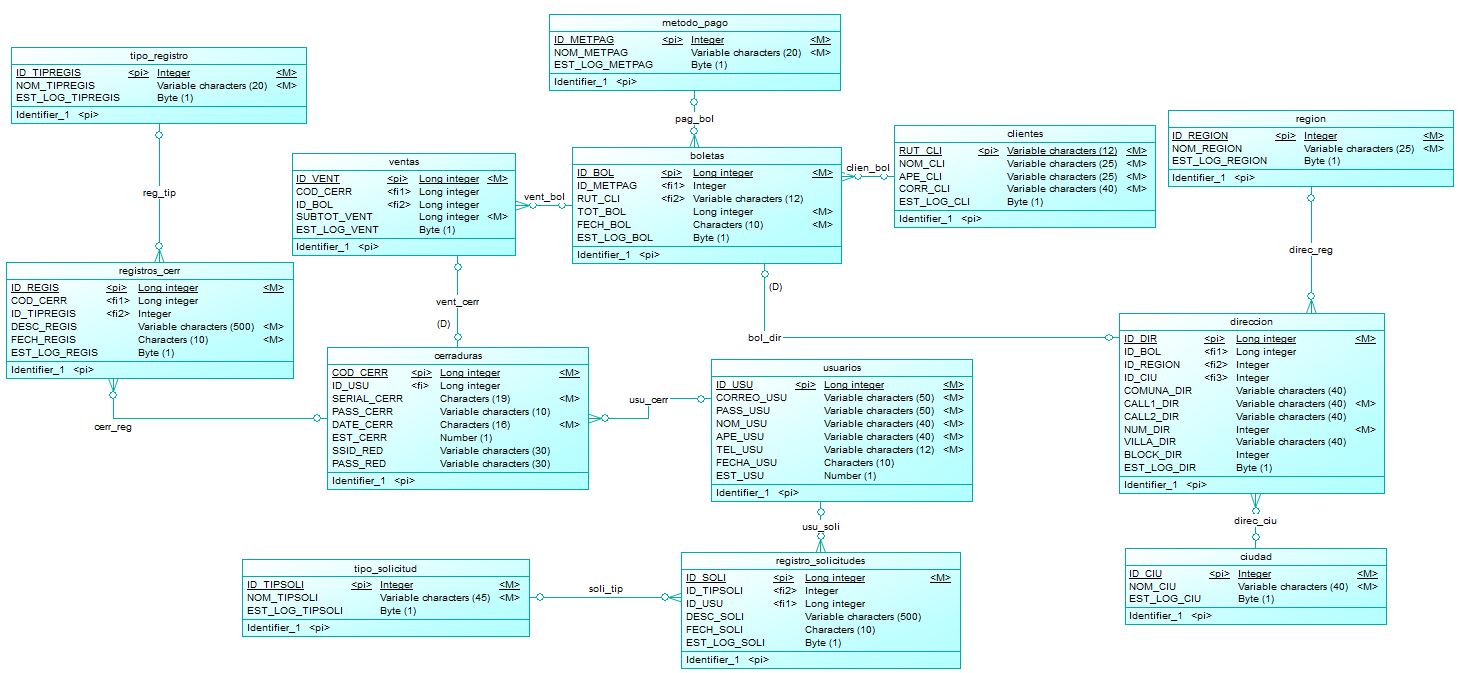 metodo_pago
ID_METPAG <pi> Integer <M>
NOM_METPAG Variable characters (20) <M>
EST_LOG_METPAG Byte (1)
Identifier_1 <pi>
tipo_registro
ID_TIPREGIS <pi> Integer <M>
NOM_TIPREGIS Variable characters (20) <M>
EST_LOG_TIPREGIS Byte (1)
Identifier_1 <pi>
pag_bol
region
ID_REGION <pi> Integer <M>
NOM_REGION Variable characters (25) <M>
EST_LOG_REGION Byte (1)
Identifier_1 <pi>
clientes
RUT_CLI <pi> Variable characters (12) <M>
NOM_CLI Variable characters (25) <M>
APE_CLI Variable characters (25) <M>
CORR_CLI Variable characters (40) <M>
EST_LOG_CLI Byte (1)
Identifier_1 <pi>
clien_bol
boletas
ID_BOL <pi> Long integer <M>
ID_METPAG <fi1> Integer
RUT_CLI <fi2> Variable characters (12)
TOT_BOL Long integer <M>
FECH_BOL Characters (10) <M>
EST_LOG_BOL Byte (1)
Identifier_1 <pi>
vent_bol
ventas
ID_VENT <pi> Long integer <M>
COD_CERR <fi1> Long integer
ID_BOL <fi2> Long integer
SUBTOT_VENT Long integer <M>
EST_LOG_VENT Byte (1)
Identifier_1 <pi>
reg_tip
direc_reg
registros_cerr
ID_REGIS <pi> Long integer <M>
COD_CERR <fi1> Long integer
ID_TIPREGIS <fi2> Integer
DESC_REGIS Variable characters (500) <M>
FECH_REGIS Characters (10) <M>
EST_LOG_REGIS Byte (1)
Identifier_1 <pi>
vent_cerr
(D)
(D)
bol_dir
direccion
ID_DIR <pi> Long integer <M>
ID_BOL <fi1> Long integer
ID_REGION <fi2> Integer
ID_CIU <fi3> Integer
COMUNA_DIR Variable characters (40)
CALL1_DIR Variable characters (40) <M>
CALL2_DIR Variable characters (40)
NUM_DIR Integer <M>
VILLA_DIR Variable characters (40)
BLOCK_DIR Integer
EST_LOG_DIR Byte (1)
Identifier_1 <pi>
cerraduras
COD_CERR <pi> Long integer <M>
ID_USU <fi> Long integer
SERIAL_CERR Characters (19) <M>
PASS_CERR Variable characters (10)
DATE_CERR Characters (16) <M>
EST_CERR Number (1)
SSID_RED Variable characters (30)
PASS_RED Variable characters (30)
Identifier_1 <pi>
usu_cerr
usuarios
ID_USU <pi> Long integer <M>
CORREO_USU Variable characters (50) <M>
PASS_USU Variable characters (50) <M>
NOM_USU Variable characters (40) <M>
APE_USU Variable characters (40) <M>
TEL_USU Variable characters (12) <M>
FECHA_USU Characters (10)
EST_USU Number (1)
Identifier_1 <pi>
cerr_reg
direc_ciu
usu_soli
ciudad
ID_CIU <pi> Integer <M>
NOM_CIU Variable characters (40) <M>
EST_LOG_CIU Byte (1)
Identifier_1 <pi>
tipo_solicitud
ID_TIPSOLI <pi> Integer <M>
NOM_TIPSOLI Variable characters (45) <M>
EST_LOG_TIPSOLI Byte (1)
Identifier_1 <pi>
soli_tip
registro_solicitudes
ID_SOLI <pi> Long integer <M>
ID_TIPSOLI <fi2> Integer
ID_USU <fi1> Long integer
DESC_SOLI Variable characters (500)
FECH_SOLI Characters (10)
EST_LOG_SOLI Byte (1)
Identifier_1 <pi>